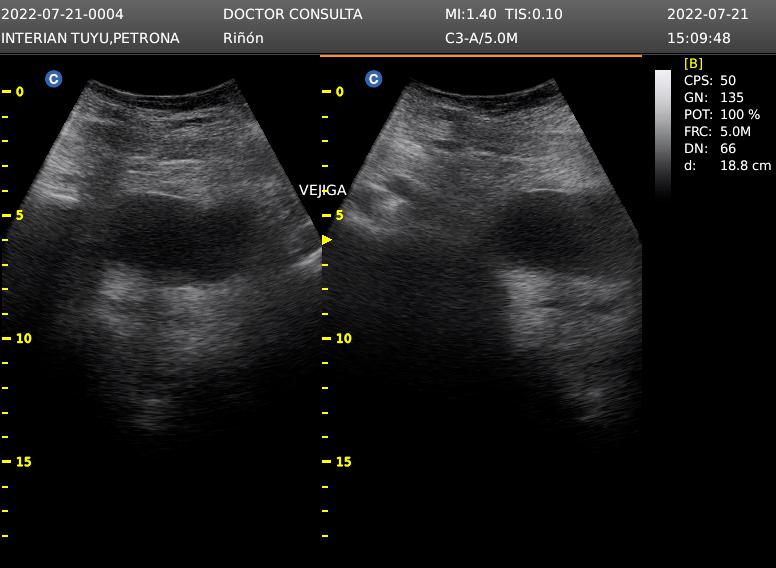 2022-07-21-0004 DOCTOR CONSULTA MI:1.40 TIS:0.10 2022-07-21
INTERIAN TUYU,PETRONA Riñón C3-A/5.0M 15:09:48
[B]
CPS: 50
GN: 135
POT: 100 %
FRC: 5.0M
DN: 66
d: 18.8 cm
C
0
5
10
15
VEJIGA
C
0
5
10
15